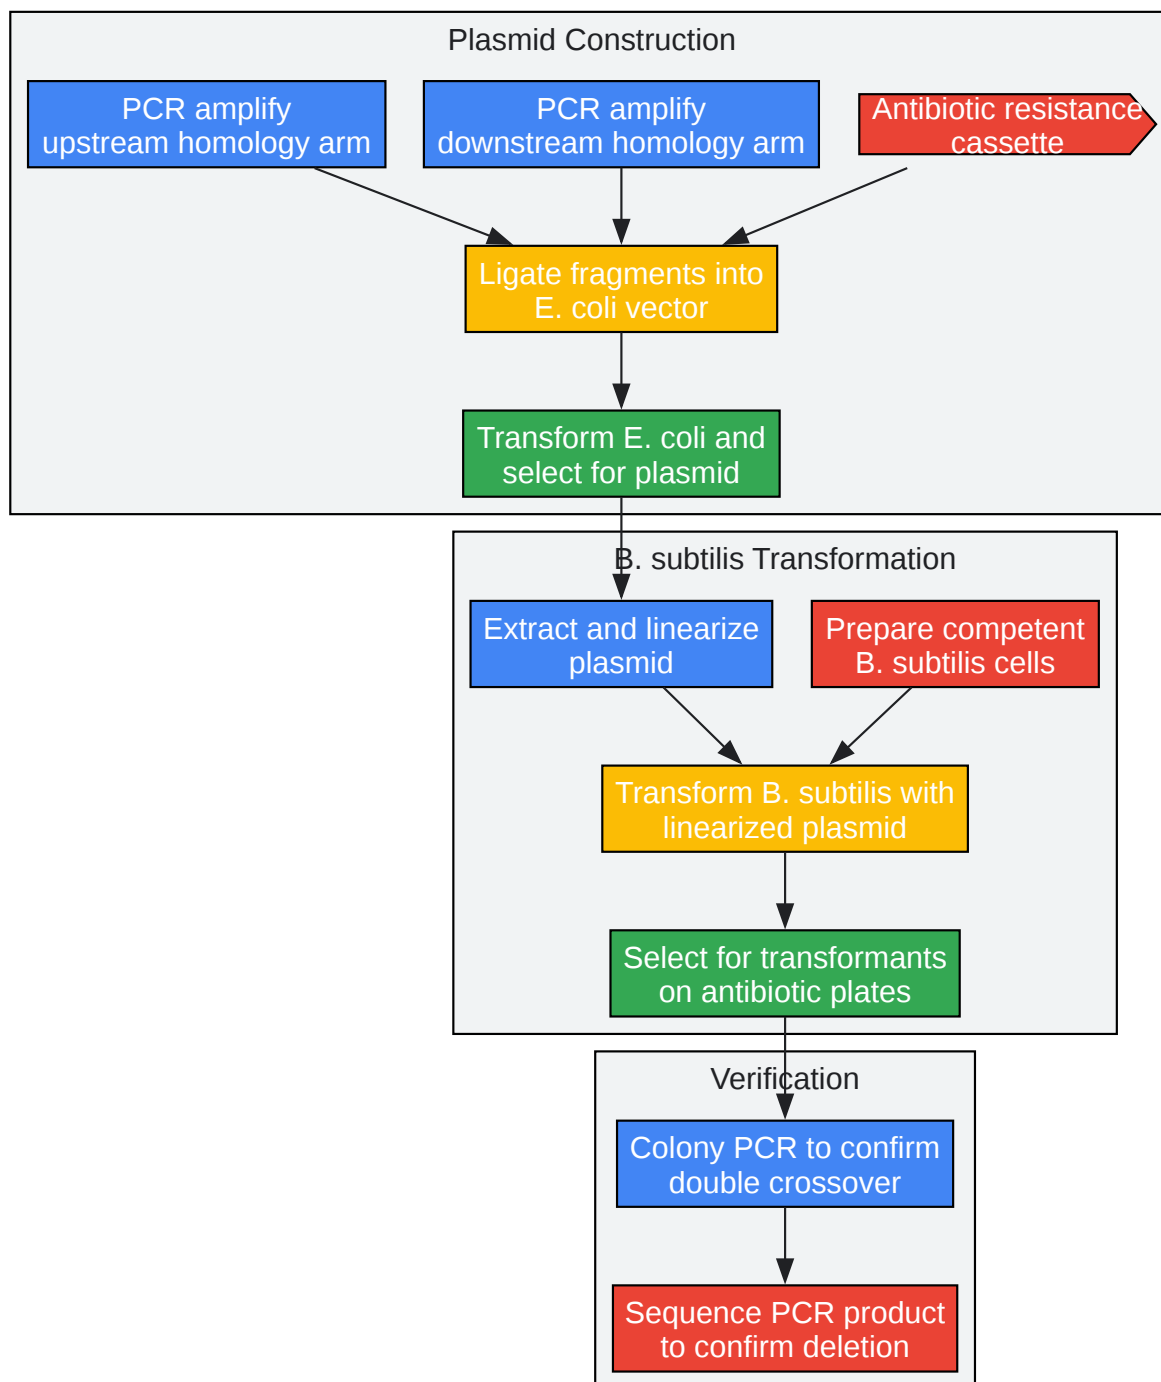 Plasmid Construction
PCR amplify
upstream homology arm
PCR amplify
downstream homology arm
Antibiotic resistance
cassette
Ligate fragments into
E. coli vector
Transform E. coli and
select for plasmid
B. subtilis Transformation
Extract and linearize
plasmid
Prepare competent
B. subtilis cells
Transform B. subtilis with
linearized plasmid
Select for transformants
on antibiotic plates
Verification
Colony PCR to confirm
double crossover
Sequence PCR product
to confirm deletion